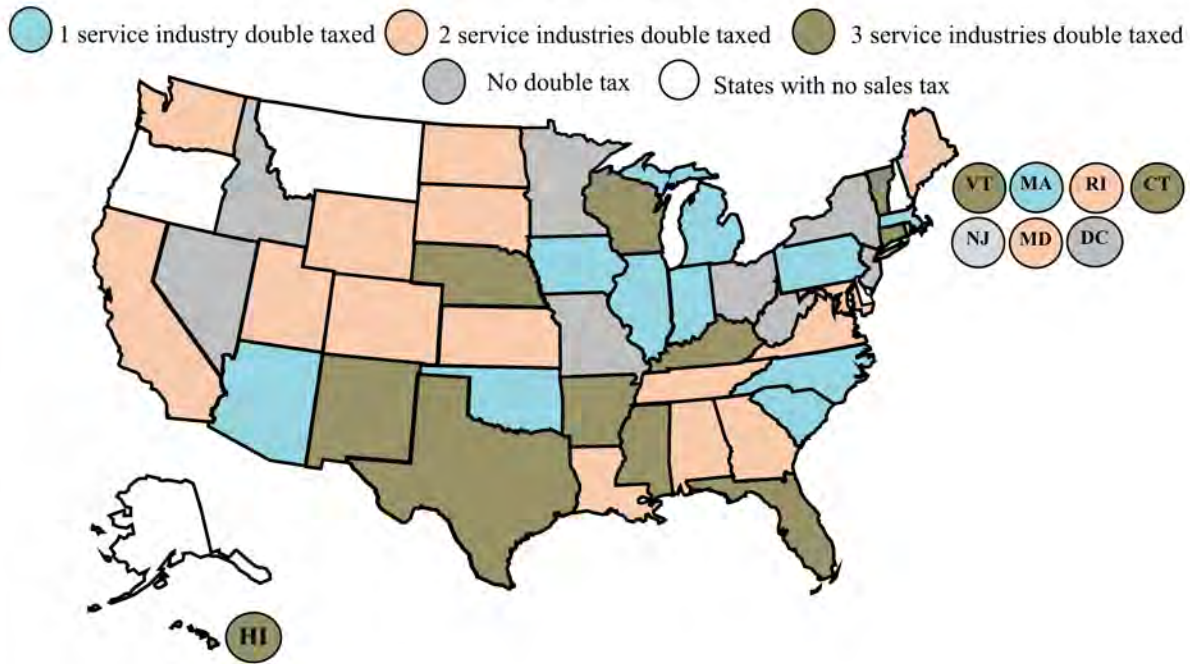 1 service industry double taxed 2 service industries double taxed 3 service industries double taxed
No double tax States with no sales tax
VT MA RI CT
NJ MD DC
HI